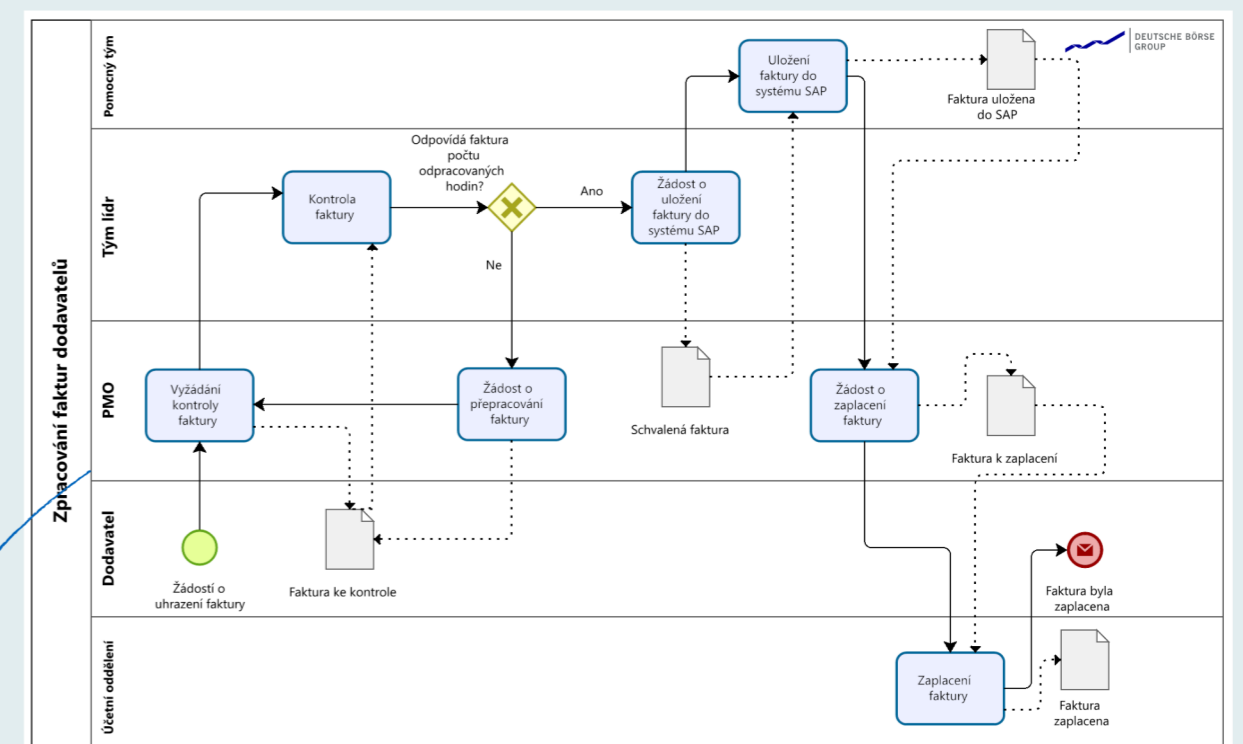 Zpracování faktur dodavatelů
Pomocný tým
Uložení
faktury do
systému SAP
Faktura uložena
do SAP
DEUTSCHE BÖRSE
GROUP
Tým lídr
Kontrola
faktury
Odpovídá faktura
počtu
odpracovaných
hodin?
Ano
Ne
Žádost o
uložení
faktury do
systému SAP
PMO
Vyžádání
kontroly
faktury
Žádost o
přepracování
faktury
Schvalená faktura
Žádost o
zaplacení
faktury
Faktura k zaplacení
Dodavatel
Žádostí o
uhrazení faktury
Faktura ke kontrole
Faktura byla
zaplacena
Účetní oddělení
Zaplacení
faktury
Faktura
zaplacena